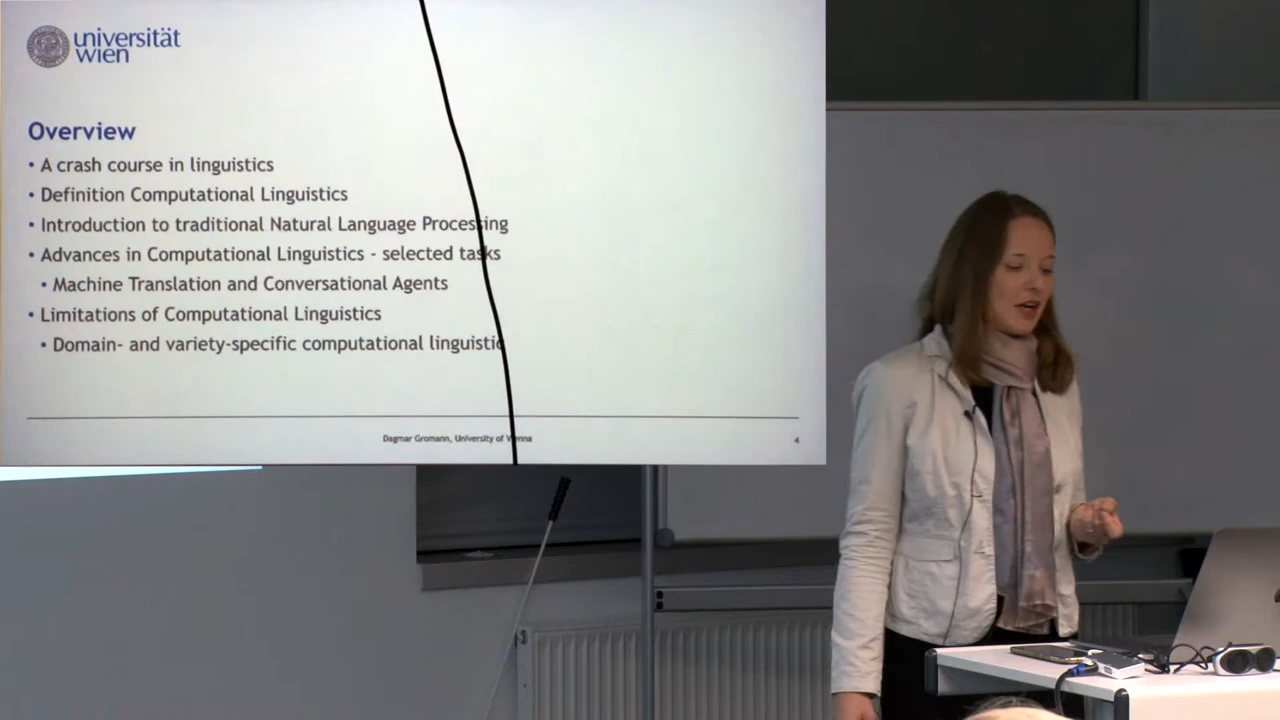 universität
wien
Overview
• A crash course in linguistics
• Definition Computational Linguistics
• Introduction to traditional Natural Language Processing
• Advances in Computational Linguistics - selected tasks
• Machine Translation and Conversational Agents
• Limitations of Computational Linguistics
• Domain- and variety-specific computational linguistic
Dagmar Gromann, University of Vienna
4